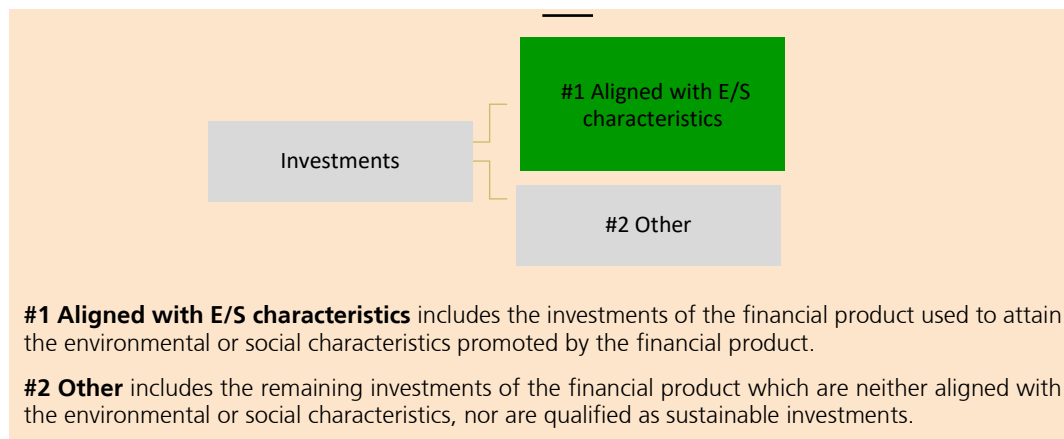 #1 Aligned with E/S
characteristics
Investments
#2 Other
#1 Aligned with E/S characteristics includes the investments of the financial product used to attain
the environmental or social characteristics promoted by the financial product.
#2 Other includes the remaining investments of the financial product which are neither aligned with
the environmental or social characteristics, nor are qualified as sustainable investments.